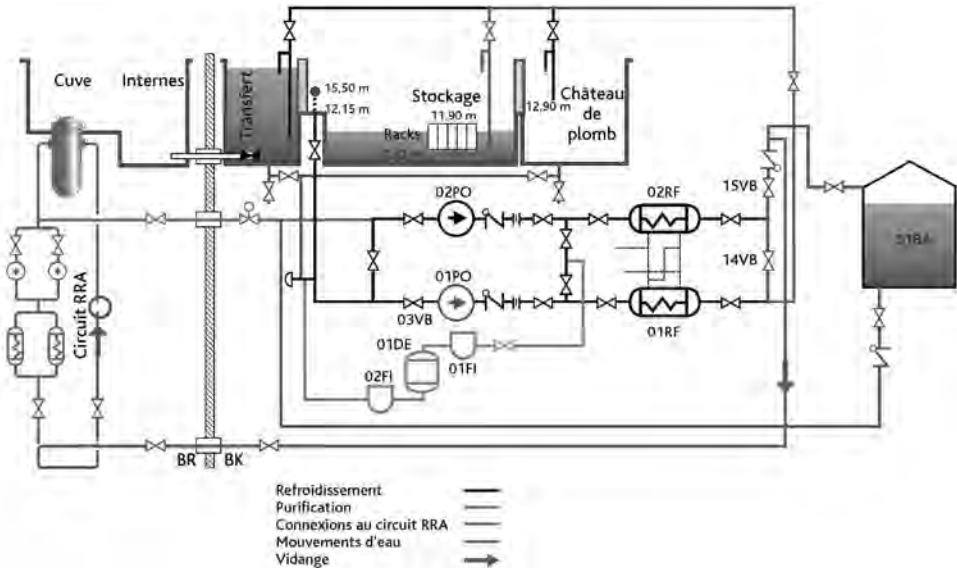 Cuve
Internes
Transfert
15,50 m
12,15 m
Stockage
11,90 m
Racks
12,90 m
Château
de
plomb
02PO
02RF
15VB
14VB
01PO
03VB
01RF
01DE
01FI
02FI
Circuit RRA
BR
BK
Refroidissement
Purification
Connexions au circuit RRA
Mouvements d'eau
Vidange